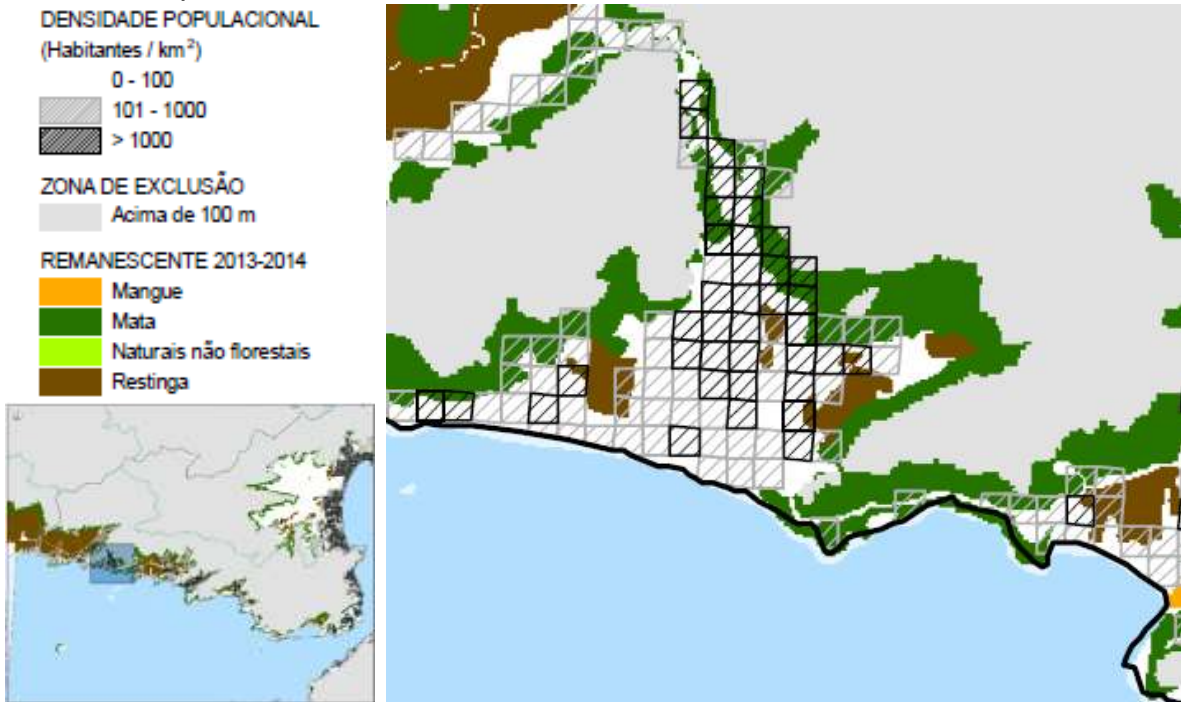 DENSIDADE POPULACIONAL
(Habitantes / km²)
0 - 100
101 - 1000
> 1000
ZONA DE EXCLUSÃO
Acima de 100 m
REMANESCENTE 2013-2014
Mangue
Mata
Naturais não florestais
Restinga